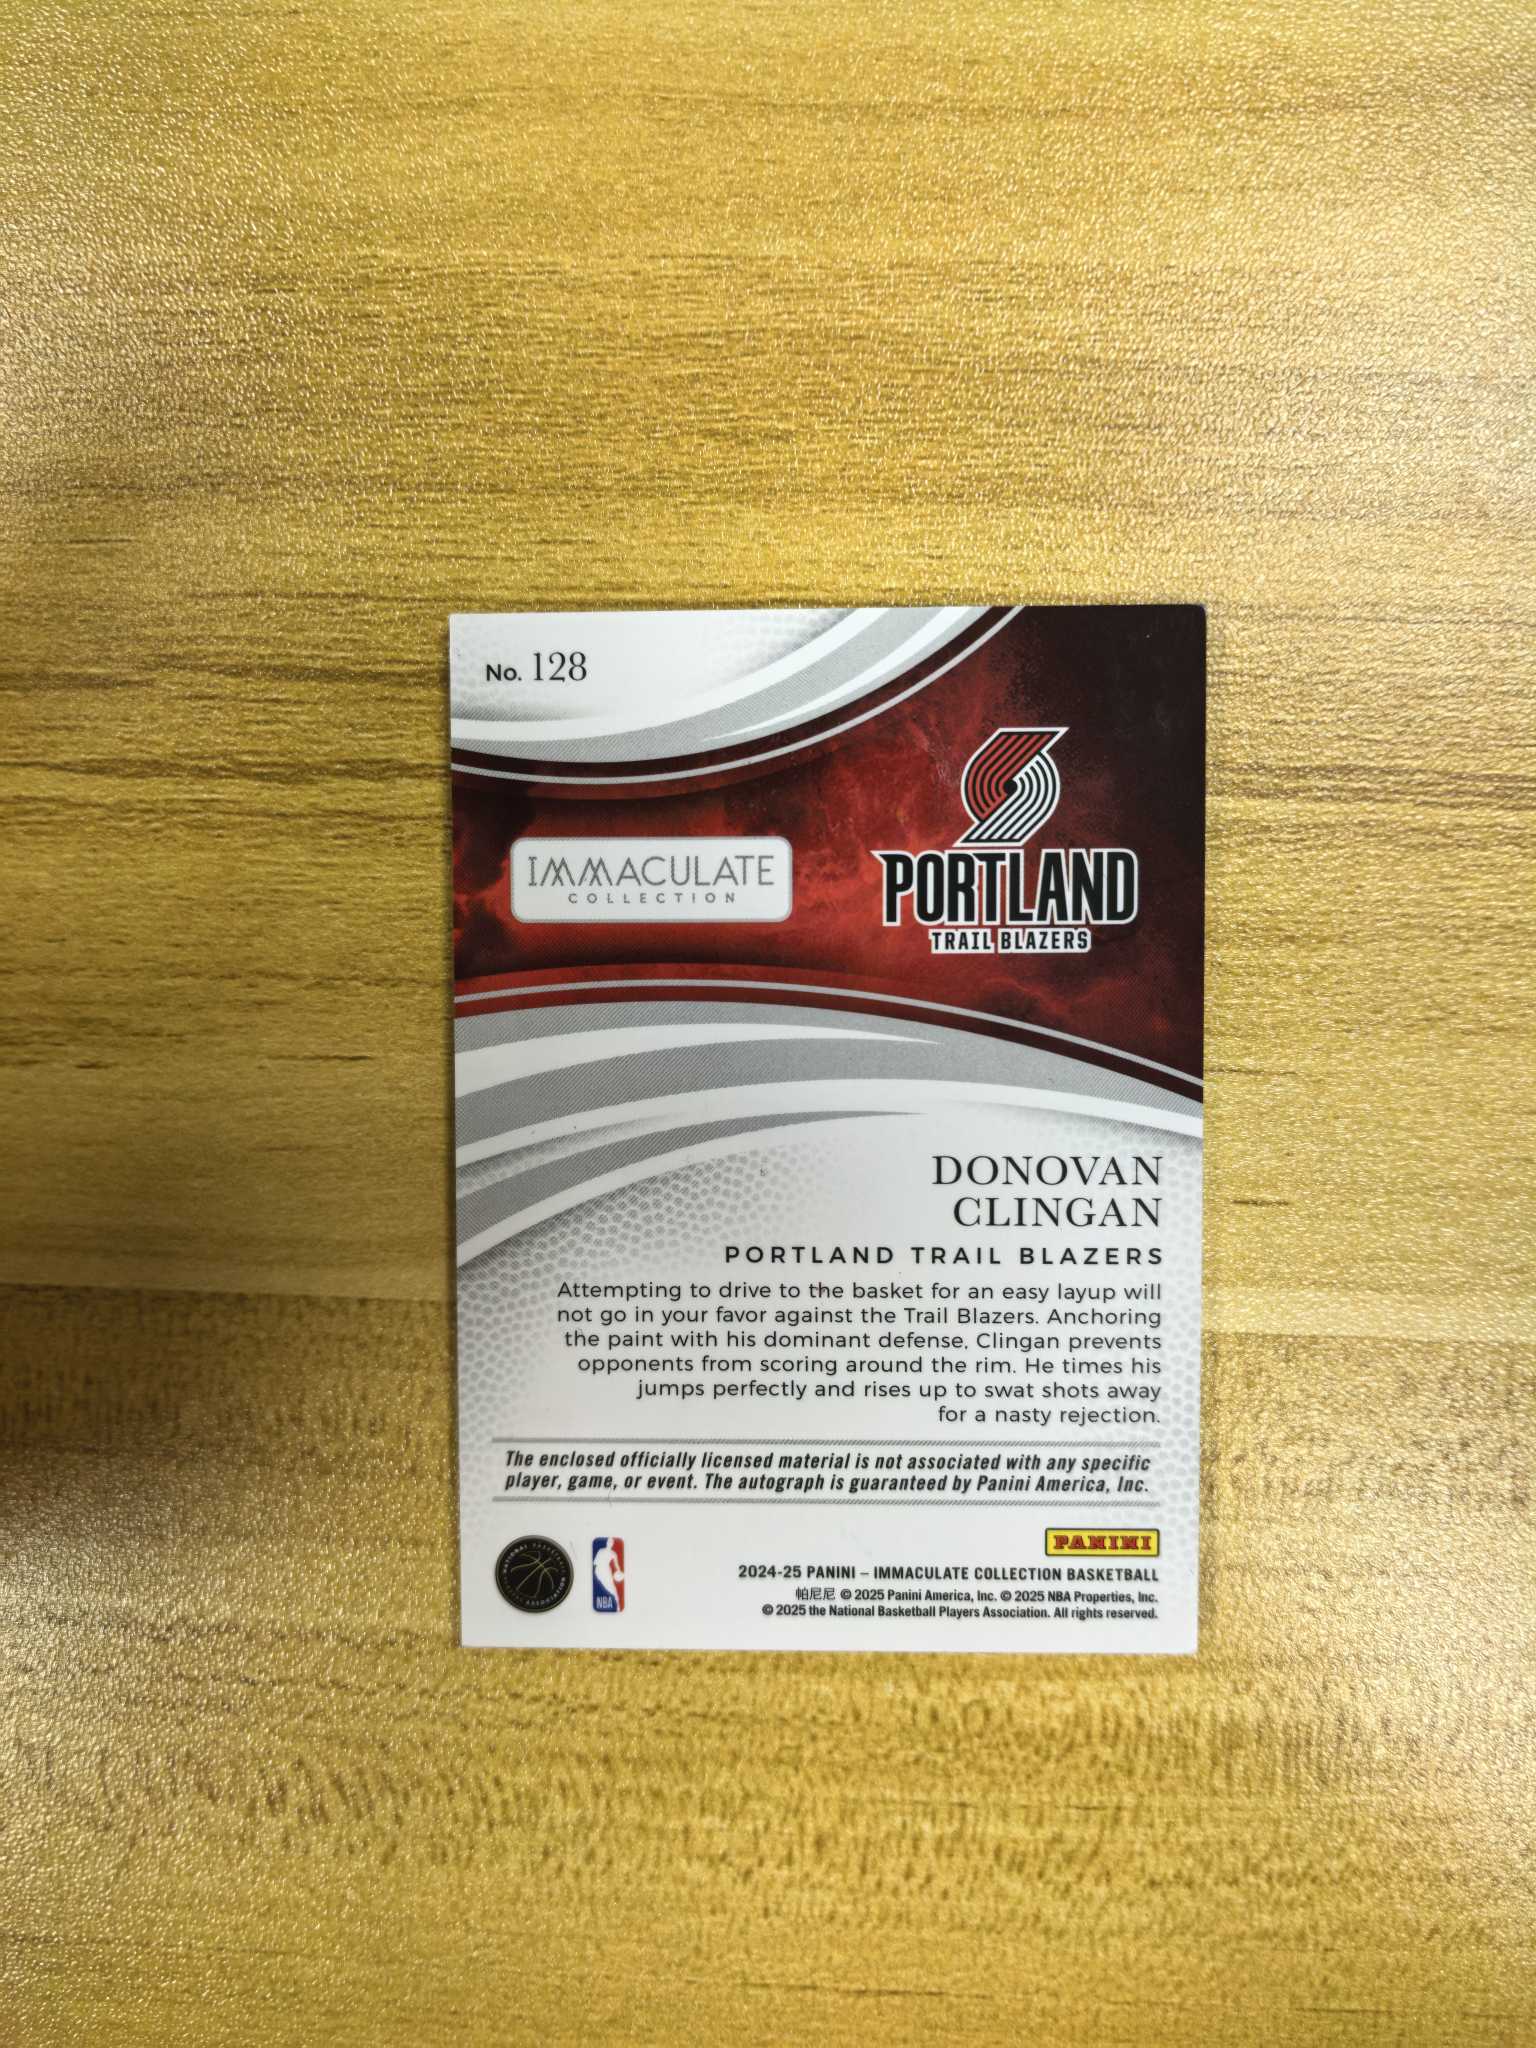 No. 128
IMMACULATE
COLLECTION
PORTLAND
TRAIL BLAZERS
DONOVAN
CLINGAN
PORTLAND TRAIL BLAZERS
Attempting to drive to the basket for an easy layup will
not go in your favor against the Trail Blazers. Anchoring
the paint with his dominant defense, Clingan prevents
opponents from scoring around the rim. He times his
jumps perfectly and rises up to swat shots away
for a nasty rejection.
The enclosed officially licensed material is not associated with any specific
player, game, or event. The autograph is guaranteed by Panini America, Inc.
NATIONAL BASKETBALL
PLAYERS ASSOCIATION
NBA
PANINI
2024-25 PANINI – IMMACULATE COLLECTION BASKETBALL
帕尼尼 © 2025 Panini America, Inc. © 2025 NBA Properties, Inc.
© 2025 the National Basketball Players Association. All rights reserved.